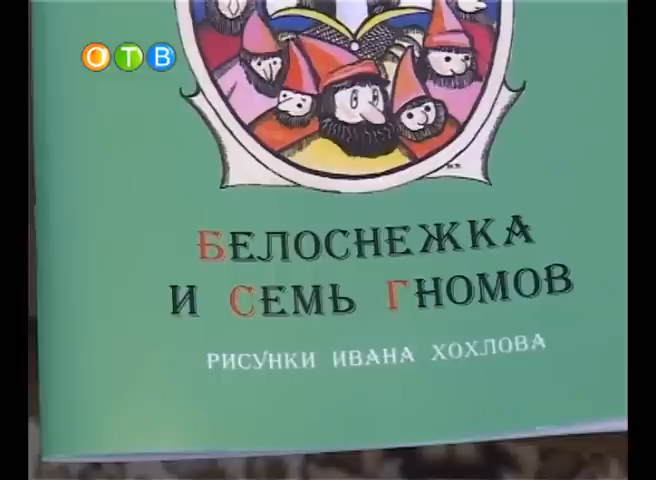 ОТВ
БЕЛОСНЕЖКА
И СЕМЬ ГНОМОВ
РИСУНКИ ИВАНА ХОХЛОВА